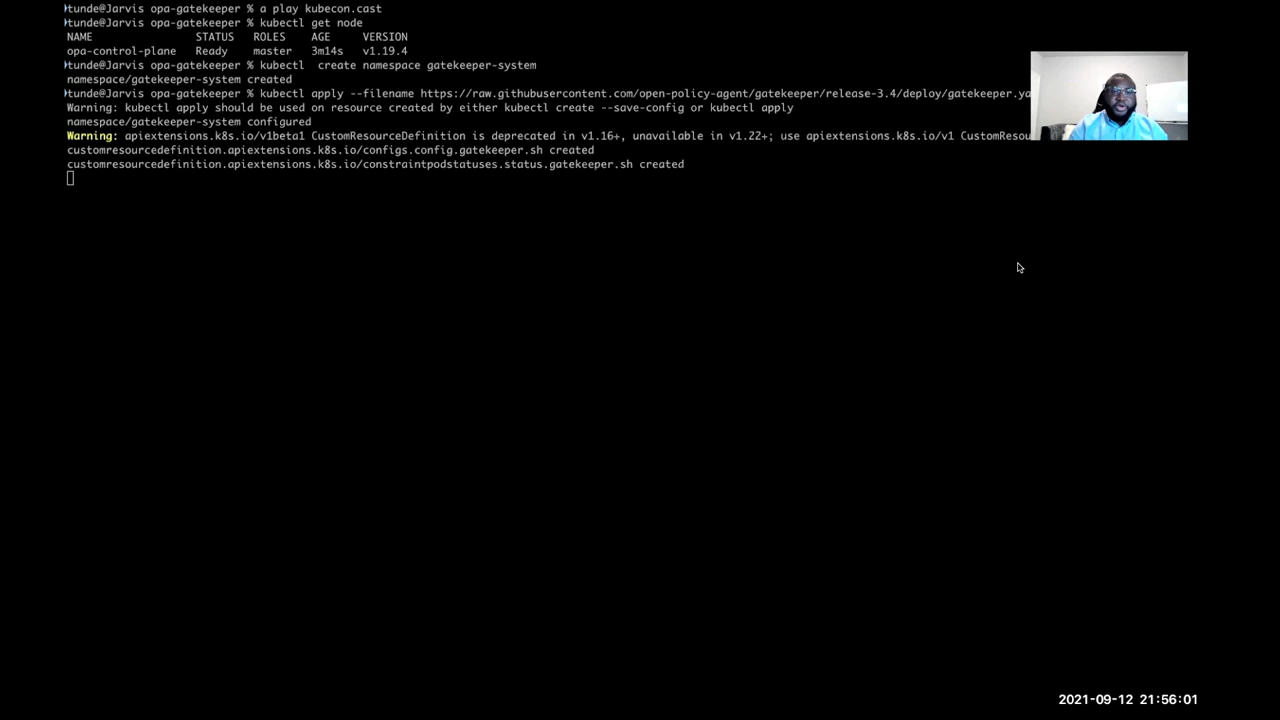 tunde@Jarvis opa-gatekeeper % a play kubecon.cast
tunde@Jarvis opa-gatekeeper % kubectl get node
NAME STATUS ROLES AGE VERSION
opa-control-plane Ready master 3m14s v1.19.4
tunde@Jarvis opa-gatekeeper % kubectl  create namespace gatekeeper-system
namespace/gatekeeper-system created
tunde@Jarvis opa-gatekeeper % kubectl apply --filename https://raw.githubusercontent.com/open-policy-agent/gatekeeper/release-3.4/deploy/gatekeeper.ya
Warning: kubectl apply should be used on resource created by either kubectl create --save-config or kubectl apply
namespace/gatekeeper-system configured
Warning: apiextensions.k8s.io/v1beta1 CustomResourceDefinition is deprecated in v1.16+, unavailable in v1.22+; use apiextensions.k8s.io/v1 CustomResou
customresourcedefinition.apiextensions.k8s.io/configs.config.gatekeeper.sh created
customresourcedefinition.apiextensions.k8s.io/constraintpodstatuses.status.gatekeeper.sh created
2021-09-12 21:56:01